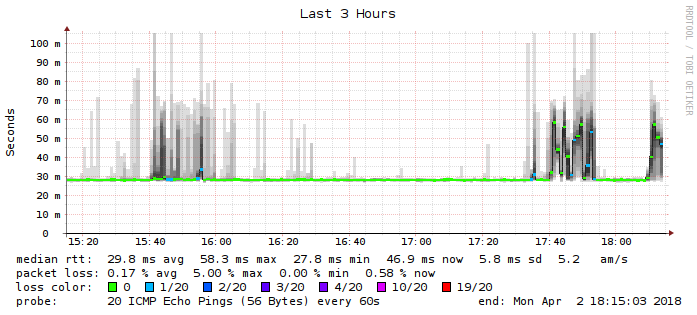 Last 3 Hours
RRDTOOL / TOBI OETIKER
Seconds
100 m
90 m
80 m
70 m
60 m
50 m
40 m
30 m
20 m
10 m
0
15:20 15:40 16:00 16:20 16:40 17:00 17:20 17:40 18:00
median rtt: 29.8 ms avg 58.3 ms max 27.8 ms min 46.9 ms now 5.8 ms sd 5.2 am/s
packet loss: 0.17 % avg 5.00 % max 0.00 % min 0.58 % now
loss color: 0 1/20 2/20 3/20 4/20 10/20 19/20
probe: 20 ICMP Echo Pings (56 Bytes) every 60s end: Mon Apr 2 18:15:03 2018